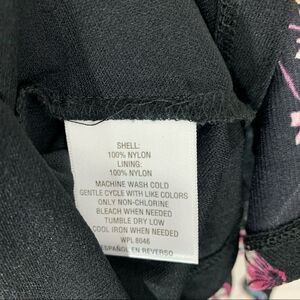 SHELL:
100% NYLON
LINING:
100% NYLON
MACHINE WASH COLD
GENTLE CYCLE WITH LIKE COLORS
ONLY NON-CHLORINE
BLEACH WHEN NEEDED
TUMBLE DRY LOW
COOL IRON WHEN NEEDED
WPL 8046
ESPAÑOL EN REVERSO